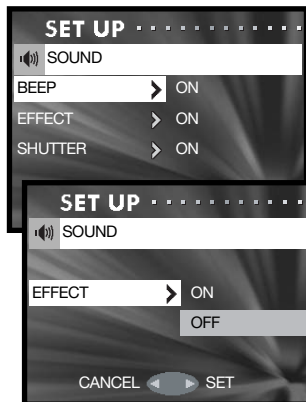 SET UP
SOUND
BEEP ON
EFFECT ON
SHUTTER ON
SET UP
SOUND
EFFECT ON
OFF
CANCEL SET